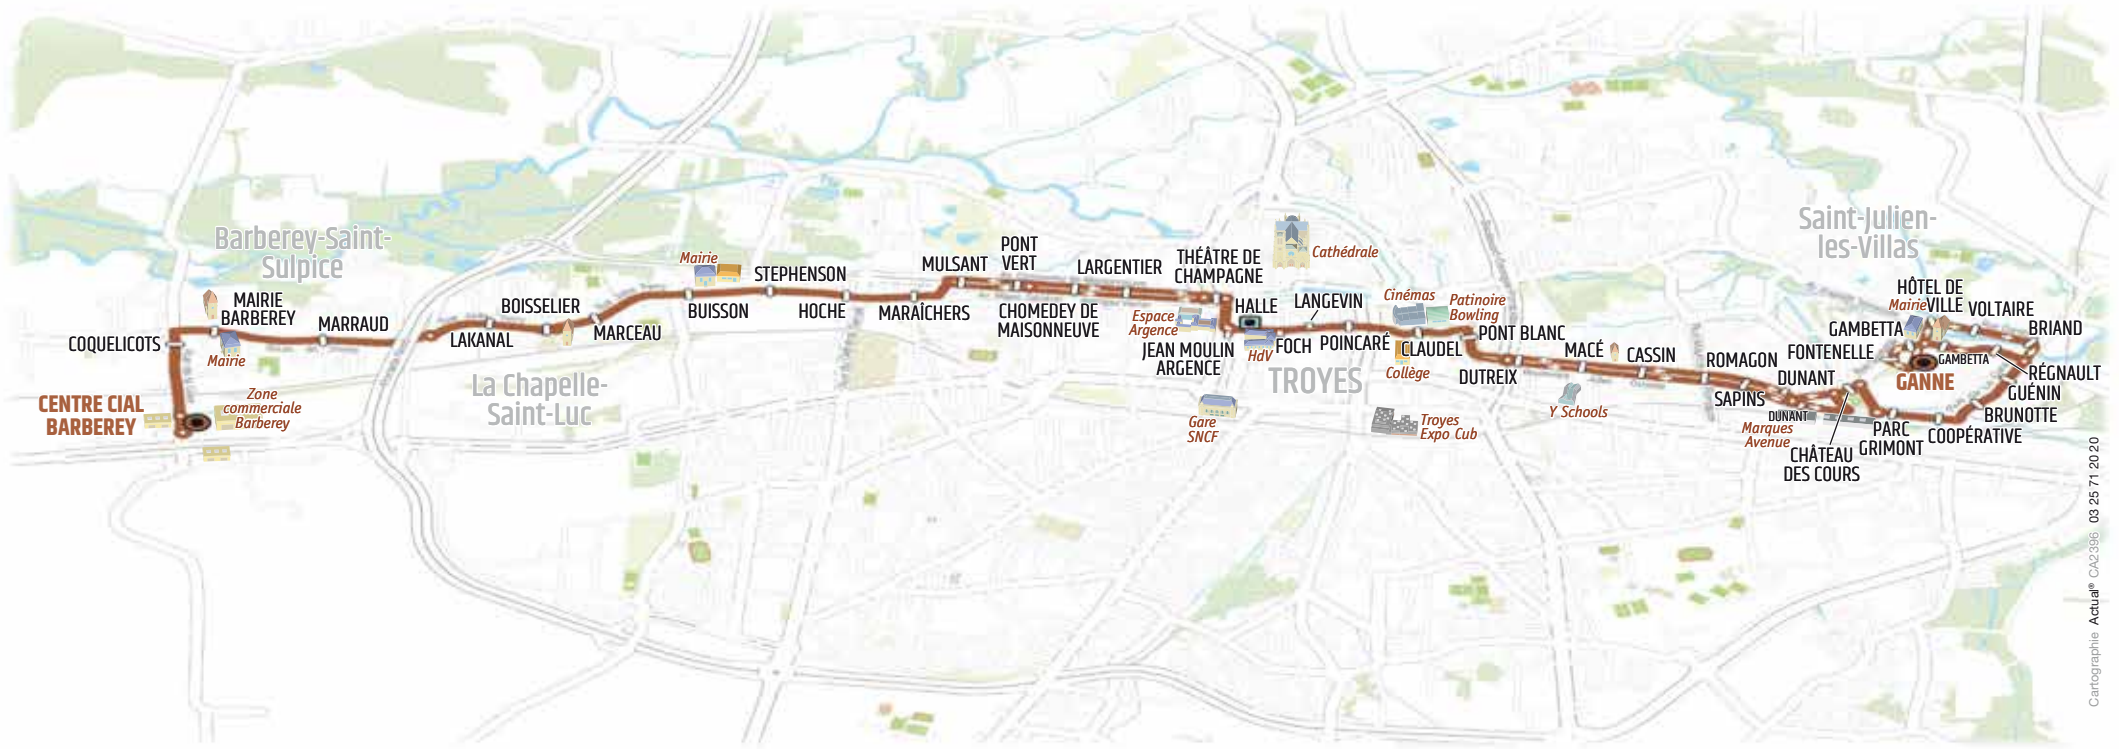 Barberey-Saint-
Sulpice
MAIRIE
BARBEREY
Mairie
COQUELICOTS
CENTRE CIAL
BARBEREY
Zone
commerciale
Barberey
MARRAUD
LAKANAL
BOISSELIER
MARCEAU
La Chapelle-
Saint-Luc
Mairie
BUISSON
STEPHENSON
HOCHE
MARAÎCHERS
MULSANT
PONT
VERT
CHOMEDEY DE
MAISONNEUVE
LARGENTIER
THÉÂTRE DE
CHAMPAGNE
Cathédrale
Espace
Argence
JEAN MOULIN
ARGENCE
HALLE
HdV
FOCH
LANGEVIN
TROYES
Gare
SNCF
POINCARÉ
Cinémas
Patinoire
Bowling
CLAUDEL
Collège
PONT BLANC
Troyes
Expo Cub
DUTREIX
MACÉ
Y Schools
CASSIN
ROMAGON
SAPINS
DUNANT
DUNANT
Marques
Avenue
FONTENELLE
CHÂTEAU
DES COURS
PARC
GRIMONT
COOPÉRATIVE
BRUNOTTE
GUÉNIN
RÉGNAULT
BRIAND
VOLTAIRE
HÔTEL DE
VILLE
Mairie
GAMBETTA
GAMBETTA
GANNE
Saint-Julien-
les-Villas
Cartographie Actual® CA2396 03 25 71 20 20